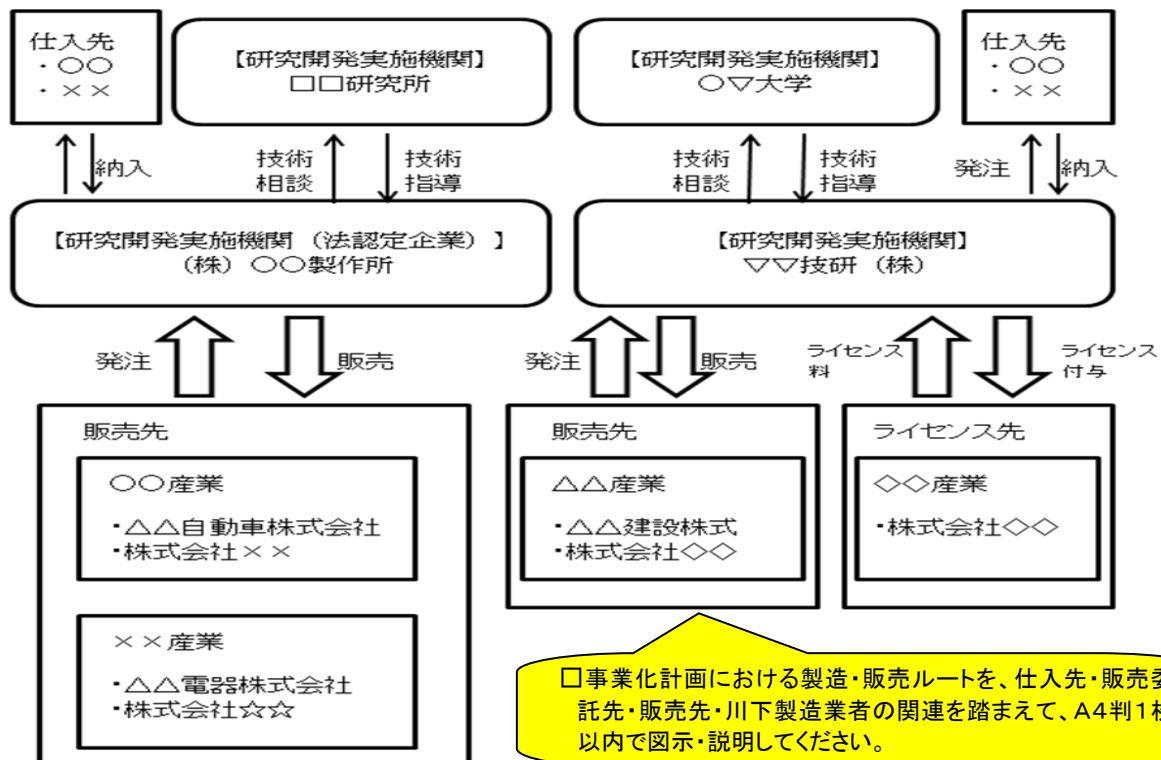 仕入先
・○○
・××
【研究開発実施機関】
□□研究所
【研究開発実施機関】
○▽大学
仕入先
・○○
・××
納入
技術
相談
技術
指導
技術
相談
技術
指導
発注
納入
【研究開発実施機関（法認定企業）】
（株）○○製作所
【研究開発実施機関】
▽▽技研（株）
発注
販売
発注
販売
ライセンス
料
ライセンス
付与
販売先
○○産業
・△△自動車株式会社
・株式会社××
××産業
・△△電器株式会社
・株式会社☆☆
販売先
△△産業
・△△建設株式
・株式会社◇◇
ライセンス先
◇◇産業
・株式会社◇◇
□事業化計画における製造・販売ルートを、仕入先・販売委
託先・販売先・川下製造業者の関連を踏まえて、A4判1枚
以内で図示・説明してください。